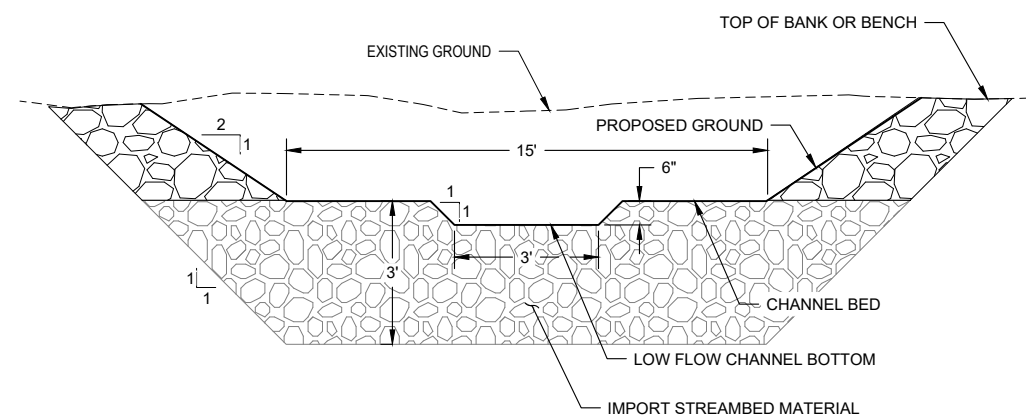 TOP OF BANK OR BENCH
EXISTING GROUND
PROPOSED GROUND
2
1
15'
6"
1
1
3'
3'
1
1
CHANNEL BED
LOW FLOW CHANNEL BOTTOM
IMPORT STREAMBED MATERIAL